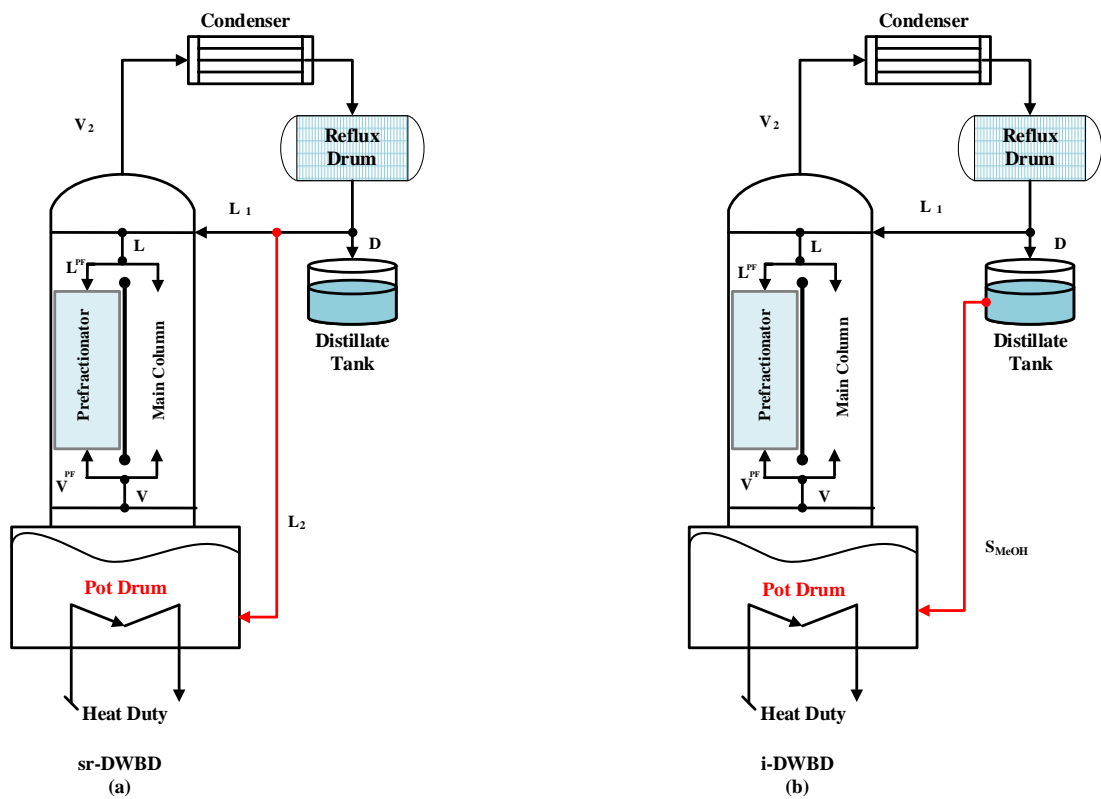 Condenser
V2
Reflux
Drum
L 1
L
D
LPF
Prefractionator
Main Column
Distillate
Tank
VPF
V
L2
Pot Drum
Heat Duty
sr-DWBD
(a)
Condenser
V2
Reflux
Drum
L 1
L
D
LPF
Prefractionator
Main Column
Distillate
Tank
VPF
V
SMeOH
Pot Drum
Heat Duty
i-DWBD
(b)